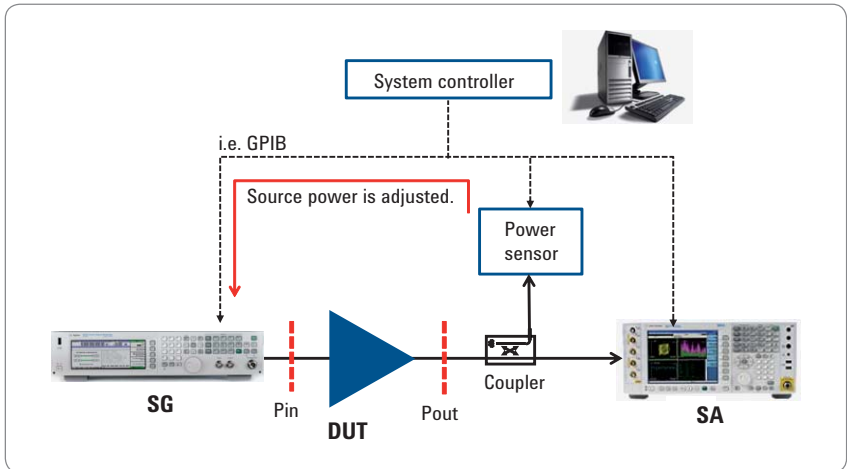 System controller
i.e. GPIB
Source power is adjusted.
Power
sensor
Coupler
SG
Pin
DUT
Pout
SA